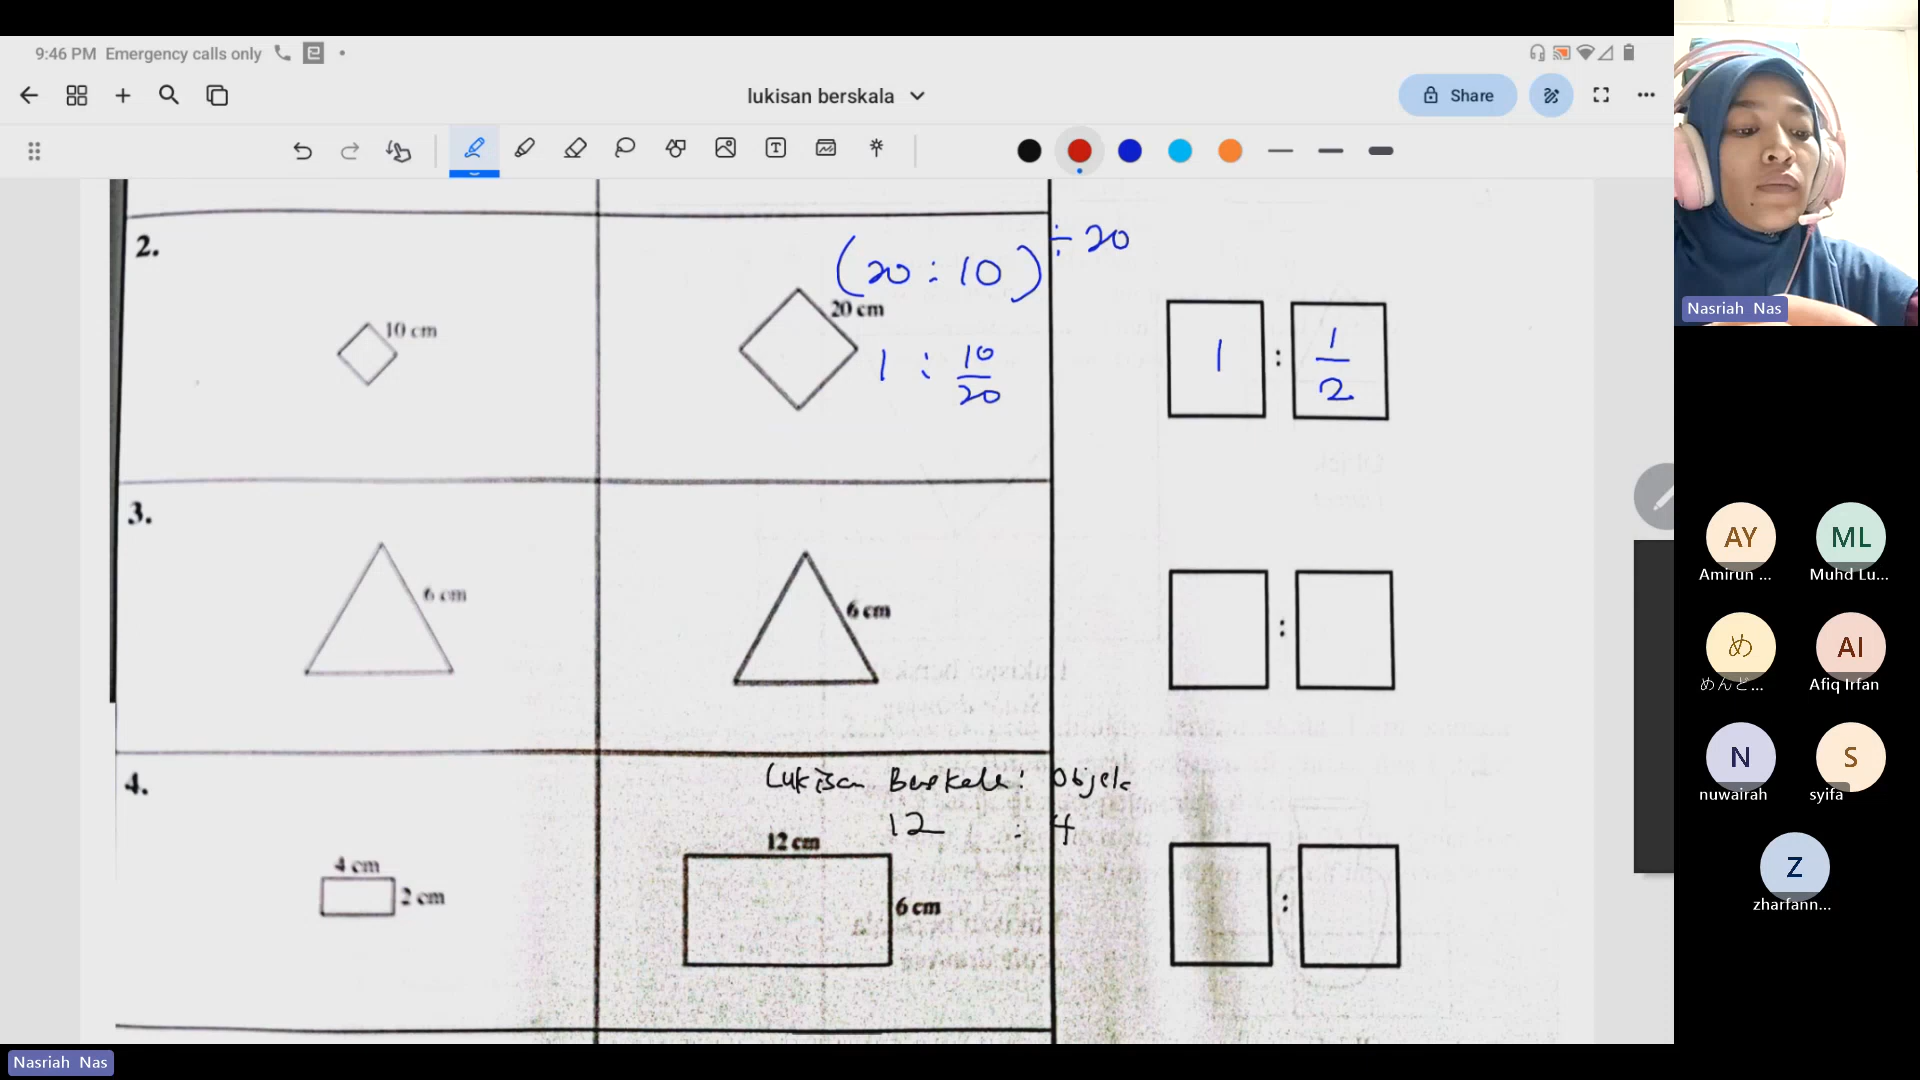 9:46 PM Emergency calls only
lukisan berskala
Share
2.
(20 : 10) ÷ 20
10 cm
20 cm
1 : 10/20
1 : 1/2
3.
6 cm
6 cm
:
4.
Lukisan Berskala : Objek
12 : 4
12 cm
4 cm
2 cm
6 cm
:
Nasriah Nas
AY
ML
Amirun ...
Muhd Lu...
め
AI
めんど...
Afiq Irfan
N
S
nuwairah
syifa
Z
zharfann...
Nasriah Nas